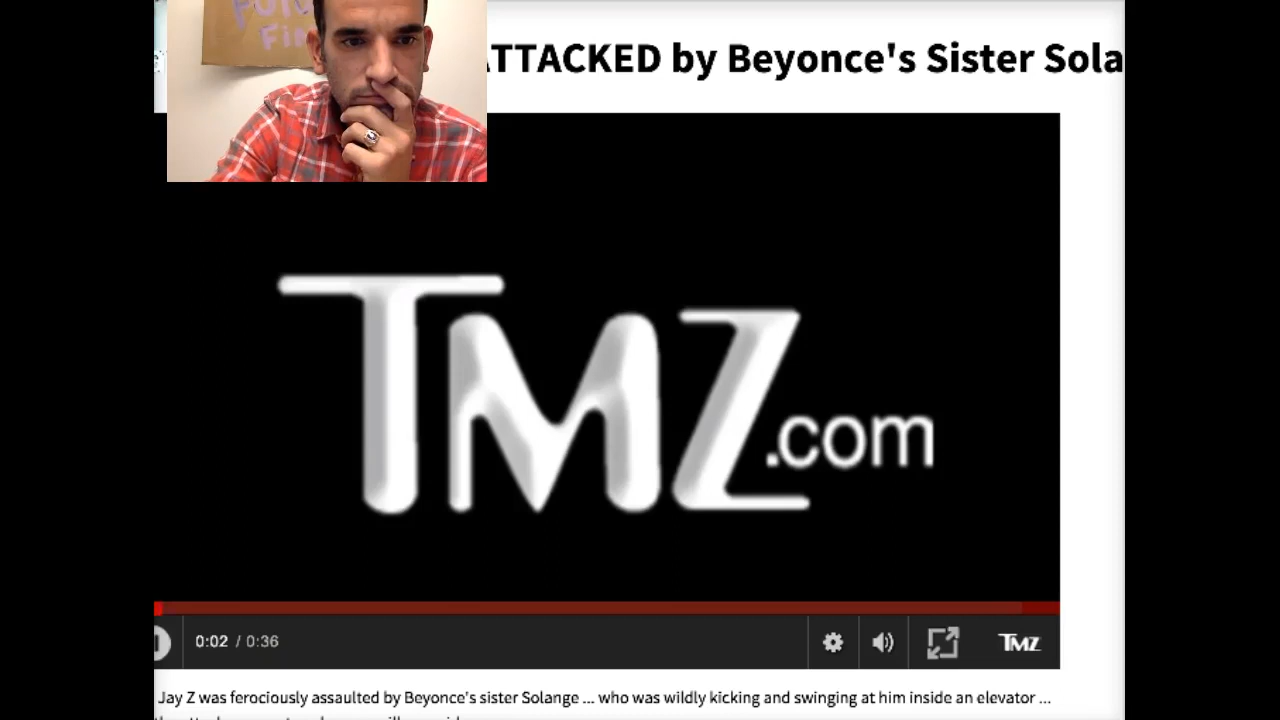 ATTACKED by Beyonce's Sister Sola
TMZ.com
0:02 / 0:36
TMZ
Jay Z was ferociously assaulted by Beyonce's sister Solange ... who was wildly kicking and swinging at him inside an elevator ...